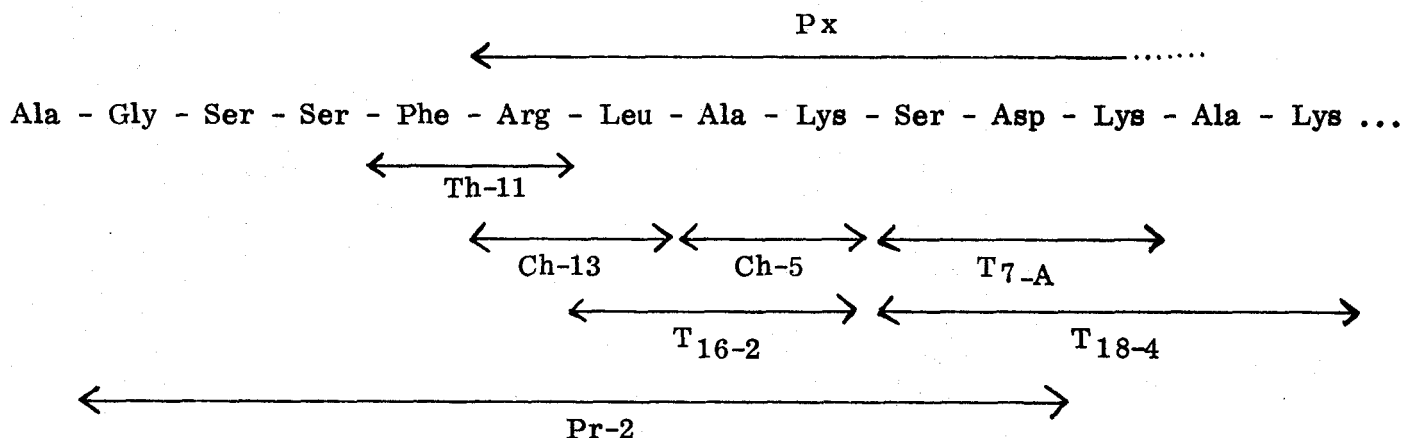 Px
Ala - Gly - Ser - Ser - Phe - Arg - Leu - Ala - Lys - Ser - Asp - Lys - Ala - Lys ...
Th-11
Ch-13 Ch-5 T7-A
T16-2 T18-4
Pr-2